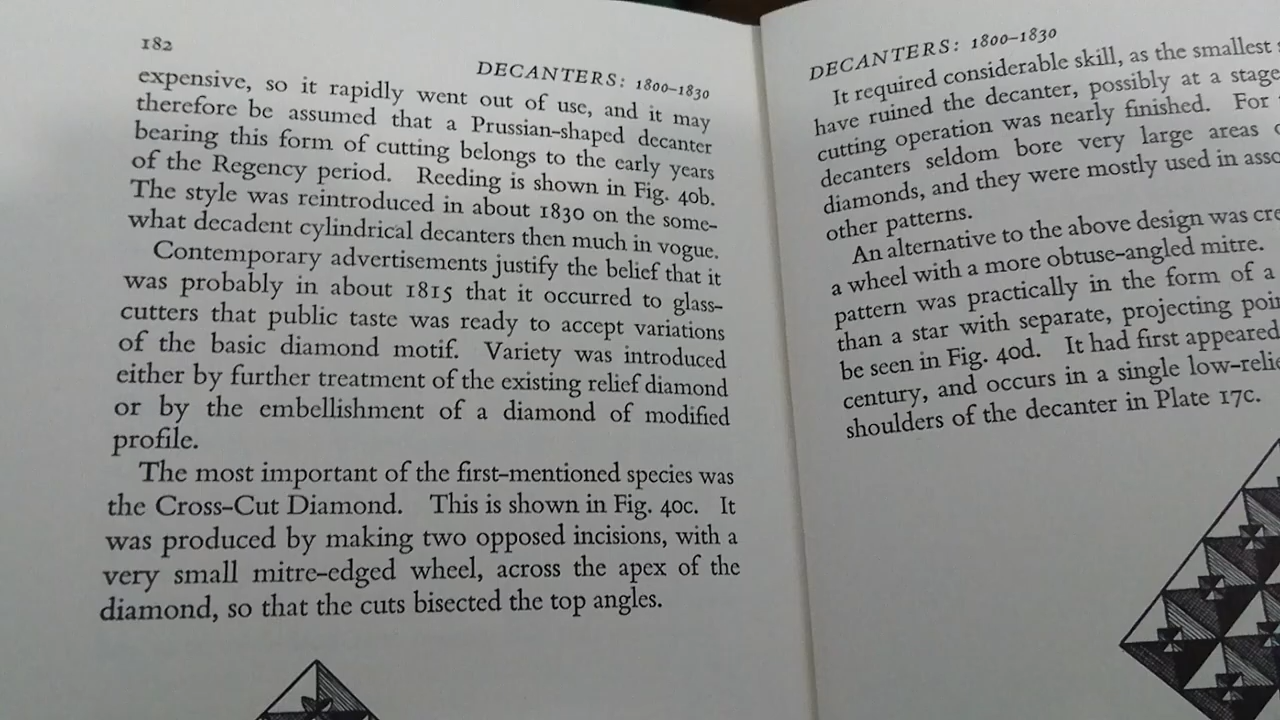 182
DECANTERS: 1800–1830
expensive, so it rapidly went out of use, and it may
therefore be assumed that a Prussian-shaped decanter
bearing this form of cutting belongs to the early years
of the Regency period. Reeding is shown in Fig. 40b.
The style was reintroduced in about 1830 on the some-
what decadent cylindrical decanters then much in vogue.
Contemporary advertisements justify the belief that it
was probably in about 1815 that it occurred to glass-
cutters that public taste was ready to accept variations
of the basic diamond motif. Variety was introduced
either by further treatment of the existing relief diamond
or by the embellishment of a diamond of modified
profile.
The most important of the first-mentioned species was
the Cross-Cut Diamond. This is shown in Fig. 40c. It
was produced by making two opposed incisions, with a
very small mitre-edged wheel, across the apex of the
diamond, so that the cuts bisected the top angles.
DECANTERS: 1800–1830
It required considerable skill, as the smallest
have ruined the decanter, possibly at a stage
cutting operation was nearly finished. For
decanters seldom bore very large areas
diamonds, and they were mostly used in
other patterns.
An alternative to the above design was
a wheel with a more obtuse-angled mitre.
pattern was practically in the form of a
than a star with separate, projecting
be seen in Fig. 40d. It had first appeared
century, and occurs in a single
shoulders of the decanter in Plate 17c.